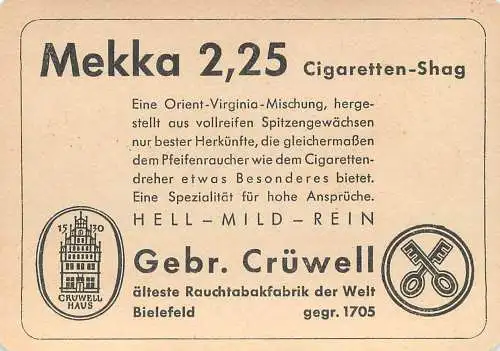 Mekka 2,25 Cigaretten-Shag
Eine Orient-Virginia-Mischung, herge-
stellt aus vollreifen Spitzengewächsen
nur bester Herkünfte, die gleichermaßen
dem Pfeifenraucher wie dem Cigaretten-
dreher etwas Besonderes bietet.
Eine Spezialität für hohe Ansprüche.
HELL – MILD – REIN
15 30
CRÜWELL
HAUS
Gebr. Crüwell
älteste Rauchtabakfabrik der Welt
Bielefeld gegr. 1705